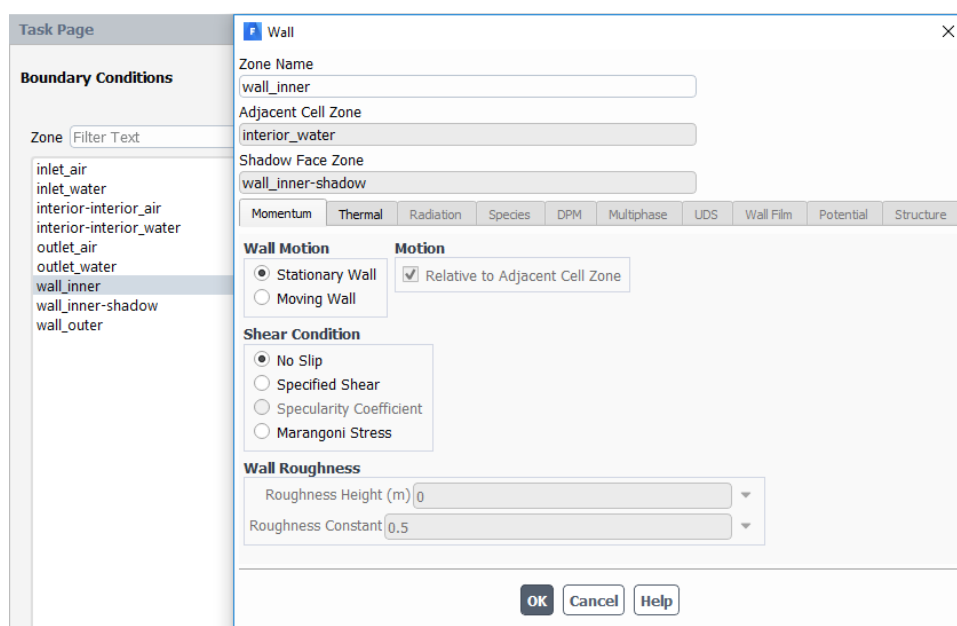 Task Page
Boundary Conditions
Zone Filter Text
inlet_air
inlet_water
interior-interior_air
interior-interior_water
outlet_air
outlet_water
wall_inner
wall_inner-shadow
wall_outer
F Wall
Zone Name
wall_inner
Adjacent Cell Zone
interior_water
Shadow Face Zone
wall_inner-shadow
Momentum Thermal Radiation Species DPM Multiphase UDS Wall Film Potential Structure
Wall Motion Motion
Stationary Wall Relative to Adjacent Cell Zone
Moving Wall
Shear Condition
No Slip
Specified Shear
Specularity Coefficient
Marangoni Stress
Wall Roughness
Roughness Height (m) 0
Roughness Constant 0.5
OK Cancel Help